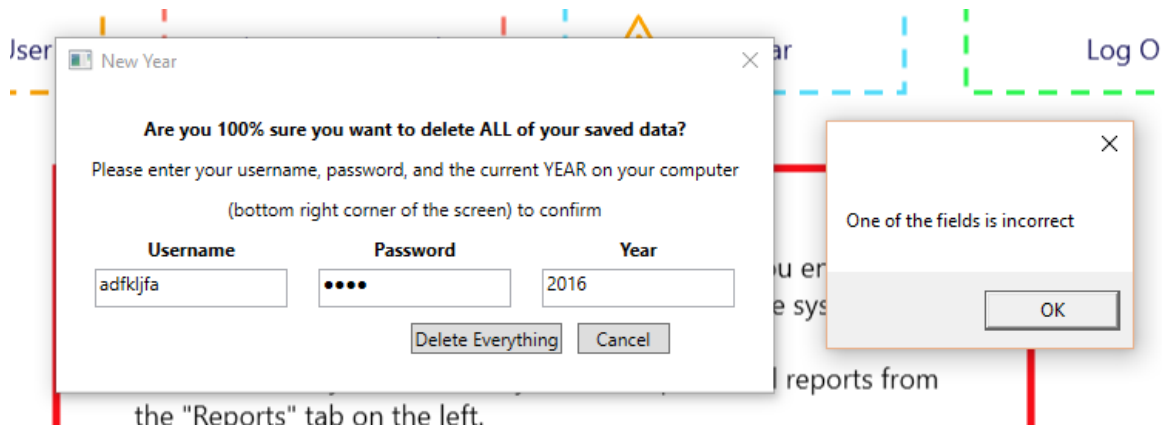 Log O
New Year
Are you 100% sure you want to delete ALL of your saved data?
Please enter your username, password, and the current YEAR on your computer
(bottom right corner of the screen) to confirm
Username Password Year
adfkljfa •••• 2016
Delete Everything Cancel
One of the fields is incorrect
OK
reports from
the "Reports" tab on the left.